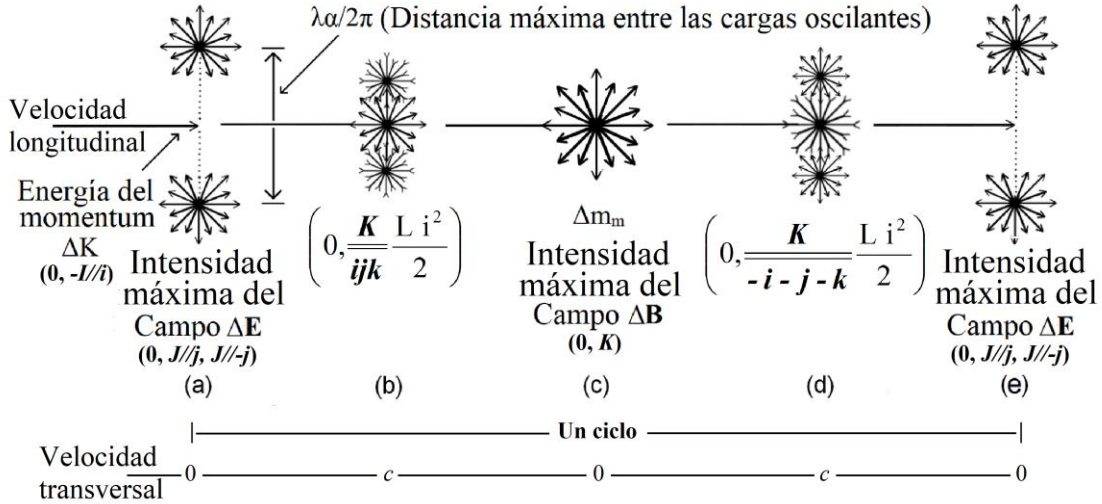 λα/2π (Distancia máxima entre las cargas oscilantes)
Velocidad
longitudinal
Energía del
momentum
ΔK
(0, -I//i)
Intensidad
máxima del
Campo ΔE
(0, J//j, J//-j)
(a)
(0, K/ijk L i²/2)
(b)
Δmₘ
Intensidad
máxima del
Campo ΔB
(0, K)
(c)
(0, K/-i - j - k L i²/2)
(d)
Intensidad
máxima del
Campo ΔE
(0, J//j, J//-j)
(e)
Un ciclo
Velocidad
transversal
0 c 0 c 0